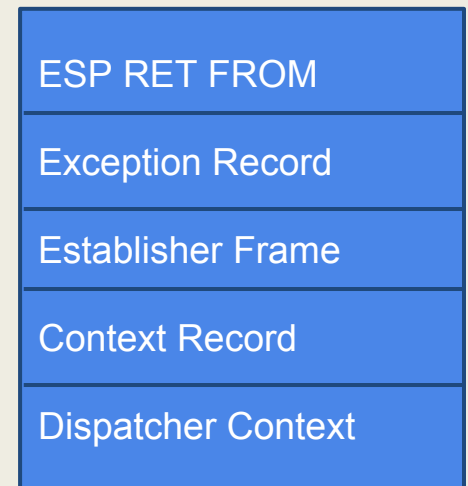 ESP RET FROM
Exception Record
Establisher Frame
Context Record
Dispatcher Context